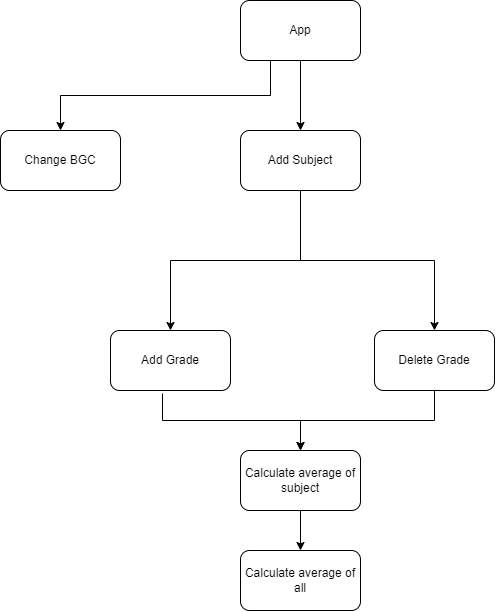 App
Change BGC
Add Subject
Add Grade
Delete Grade
Calculate average of
subject
Calculate average of
all